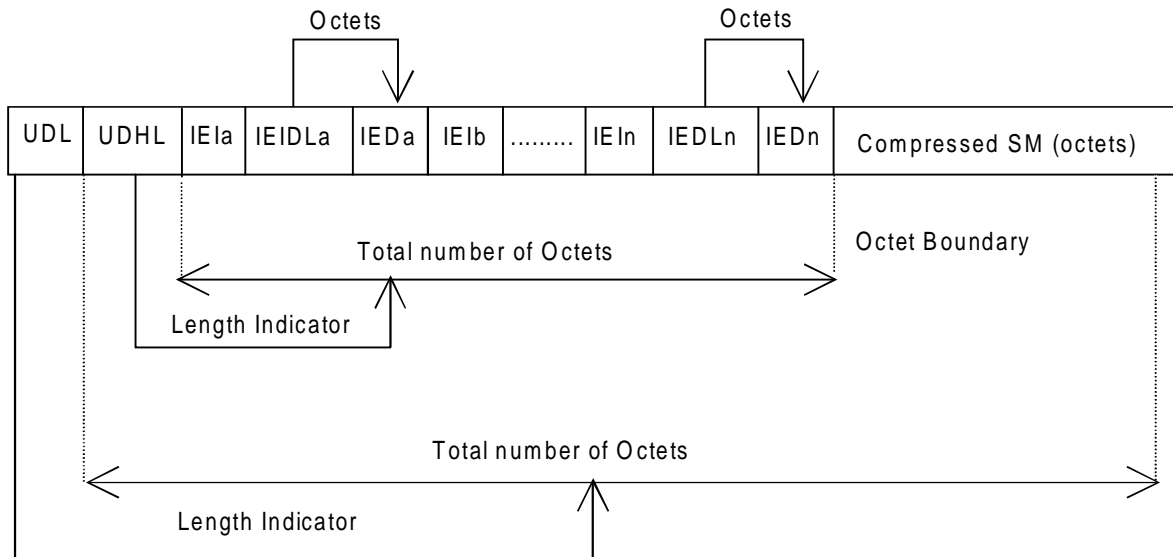 Octets Octets
UDL UDHL IEIa IEIDLa IEDa IEIb ......... IEIn IEDLn IEDn Compressed SM (octets)
Total number of Octets Octet Boundary
Length Indicator
Total number of Octets
Length Indicator